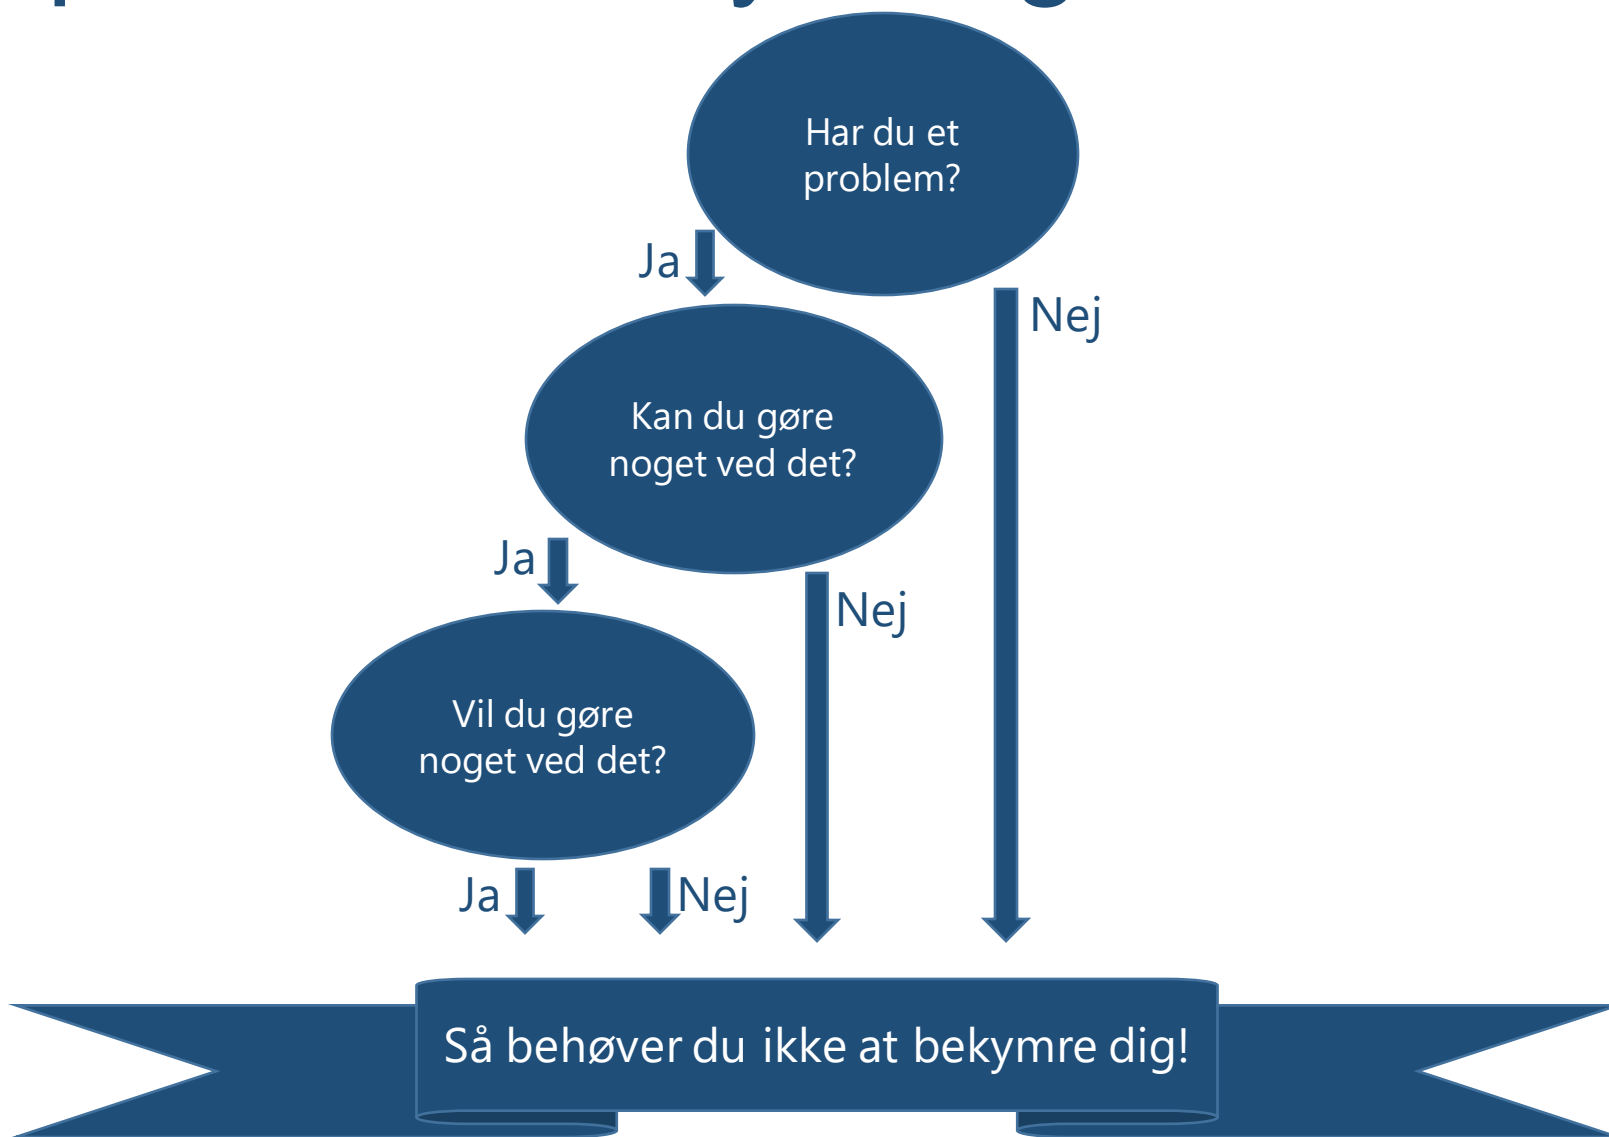 Har du et
problem?
Ja
Nej
Kan du gøre
noget ved det?
Ja
Nej
Vil du gøre
noget ved det?
Ja
Nej
Så behøver du ikke at bekymre dig!